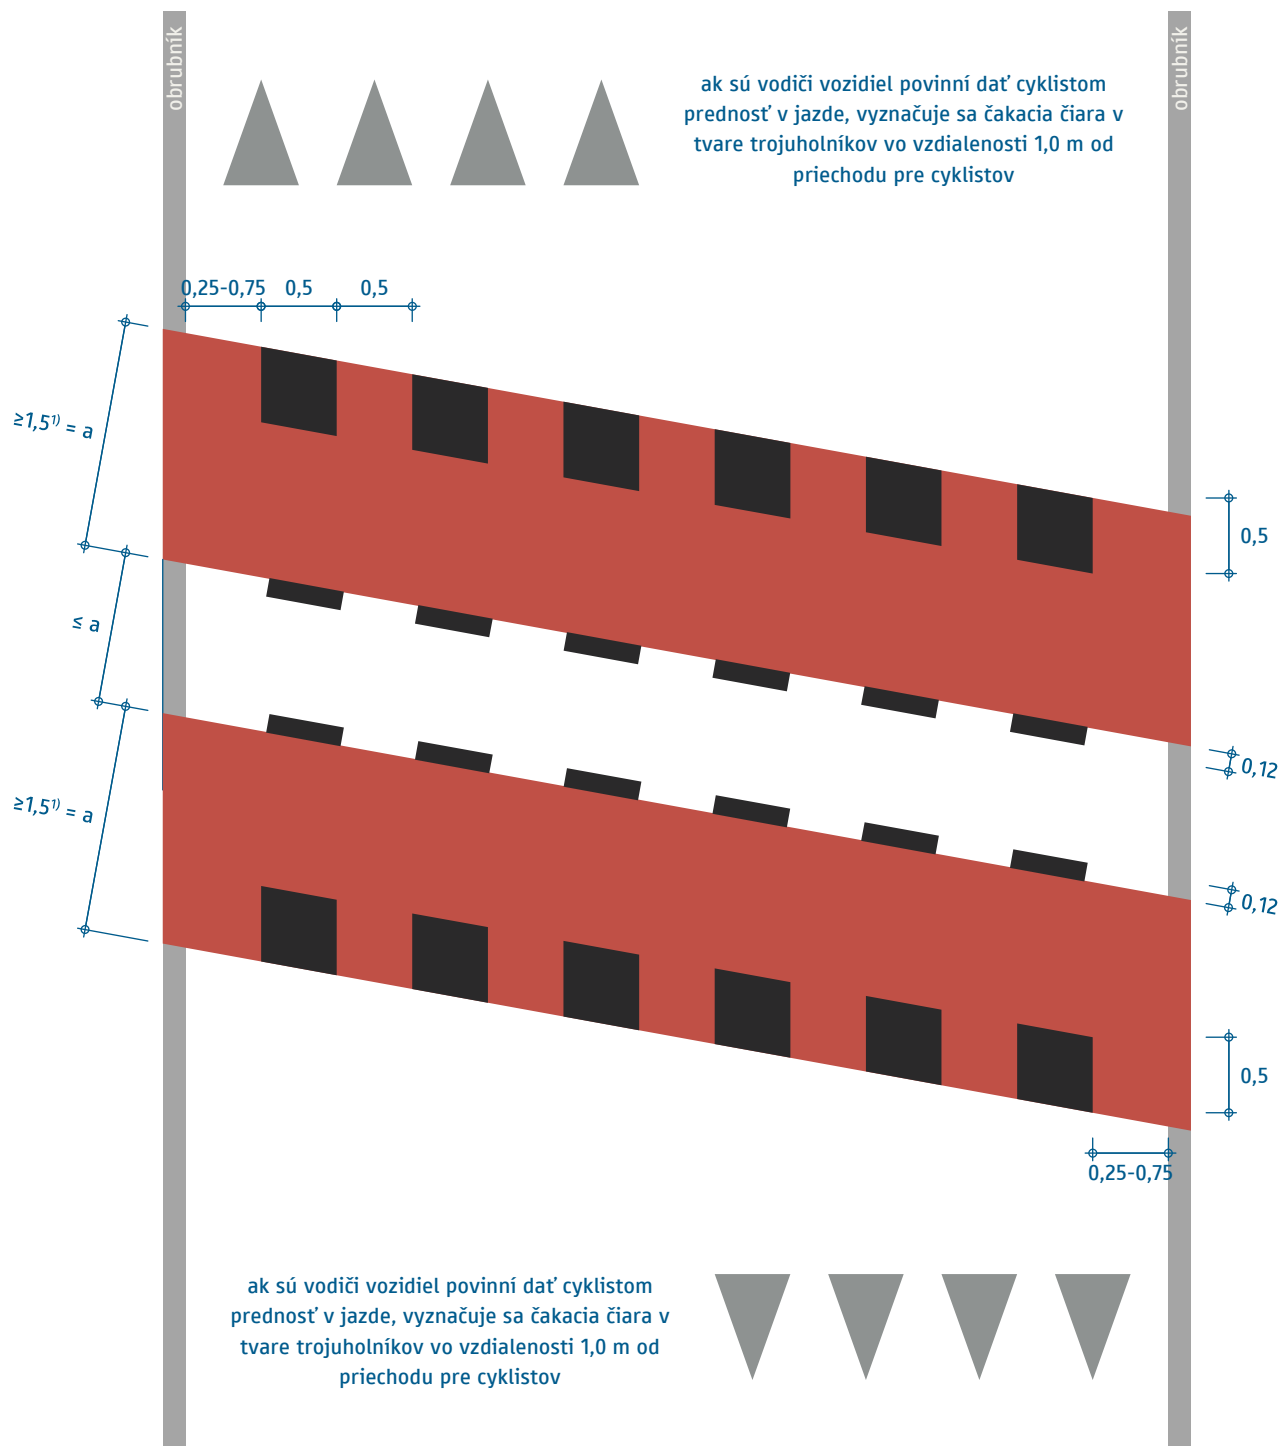 obrubník
obrubník
ak sú vodiči vozidiel povinní dať cyklistom
prednosť v jazde, vyznačuje sa čakacia čiara v
tvare trojuholníkov vo vzdialenosti 1,0 m od
priechodu pre cyklistov
0,25-0,75 0,5 0,5
≥1,5¹⁾ = a
0,5
≤ a
0,12
≥1,5¹⁾ = a
0,12
0,5
0,25-0,75
ak sú vodiči vozidiel povinní dať cyklistom
prednosť v jazde, vyznačuje sa čakacia čiara v
tvare trojuholníkov vo vzdialenosti 1,0 m od
priechodu pre cyklistov